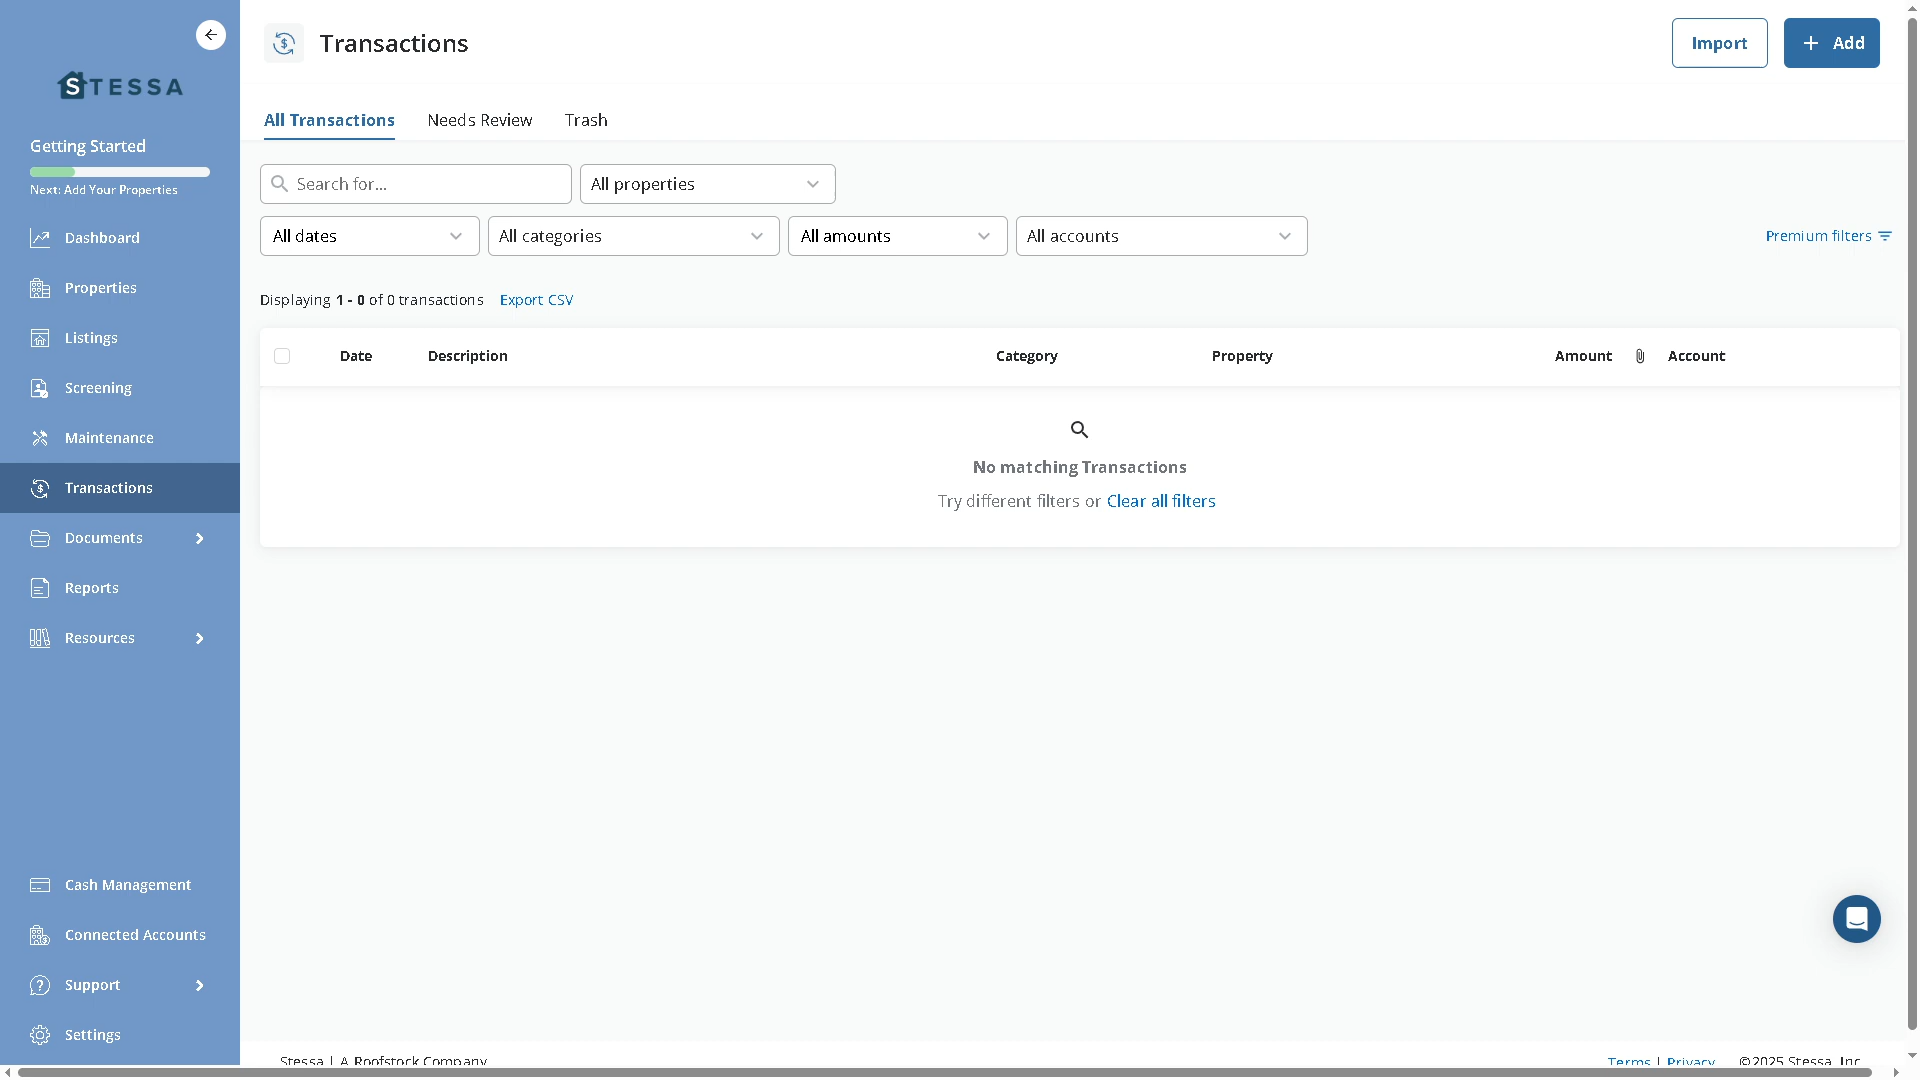 STESSA
Getting Started
Next: Add Your Properties
Dashboard
Properties
Listings
Screening
Maintenance
Transactions
Documents
Reports
Resources
Cash Management
Connected Accounts
Support
Settings
Transactions
Import
+ Add
All Transactions
Needs Review
Trash
Search for...
All properties
All dates
All categories
All amounts
All accounts
Premium filters
Displaying 1 - 0 of 0 transactions
Export CSV
Date
Description
Category
Property
Amount
Account
No matching Transactions
Try different filters or Clear all filters
Stessa | A Roofstock Company
Terms | Privacy
©2025 Stessa, Inc.